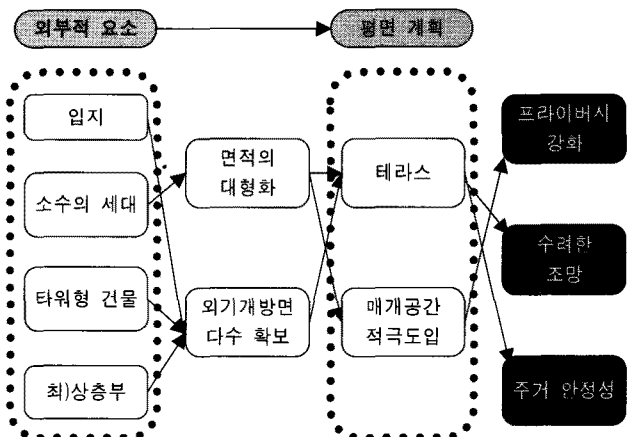 외부적 요소
평면 계획
입지
소수의 세대
타워형 건물
최)상층부
면적의
대형화
외기개방면
다수 확보
테라스
매개공간
적극도입
프라이버시
강화
수려한
조망
주거 안정성